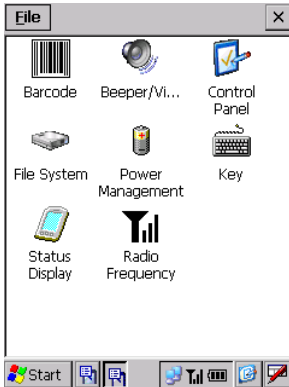 File
Barcode
Beeper/Vi...
Control
Panel
File System
Power
Management
Key
Status
Display
Radio
Frequency
Start